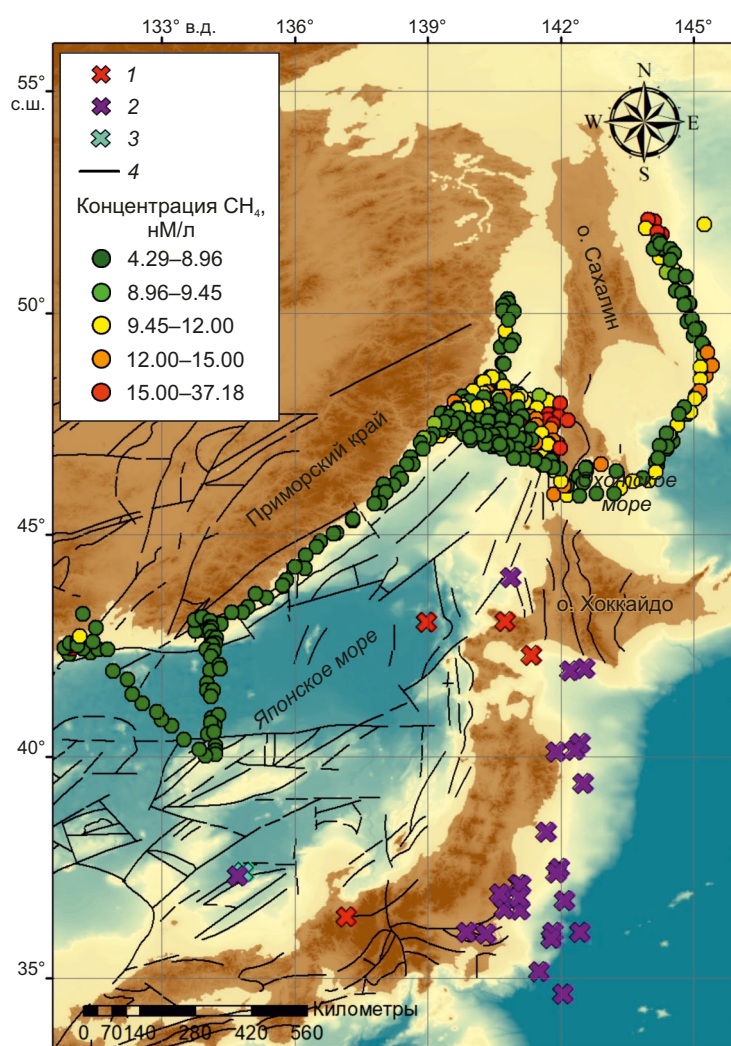 133° в.д. 136° 139° 142° 145°
55°
с.ш.
1
2
3
4
Концентрация CH₄,
нМ/л
4.29–8.96
8.96–9.45
9.45–12.00
12.00–15.00
15.00–37.18
N
W E
S
о. Сахалин
50°
Приморский край
Охотское
море
45°
о. Хоккайдо
Японское море
40°
35°
Километры
0 70 140 280 420 560